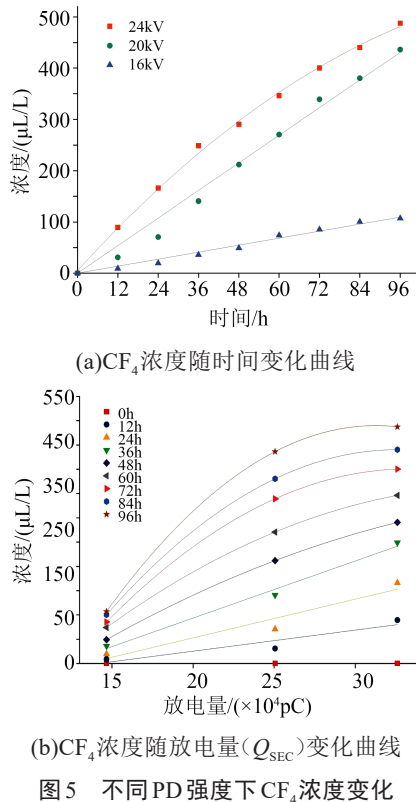 500
400
300
200
100
0
浓度/(μL/L)
24kV
20kV
16kV
0 12 24 36 48 60 72 84 96
时间/h
(a)CF₄浓度随时间变化曲线
550
450
350
250
150
50
0
浓度/(μL/L)
0h
12h
24h
36h
48h
60h
72h
84h
96h
15 20 25 30
放电量/(×10⁴pC)
(b)CF₄浓度随放电量(Q_SEC)变化曲线
图5 不同PD强度下CF₄浓度变化